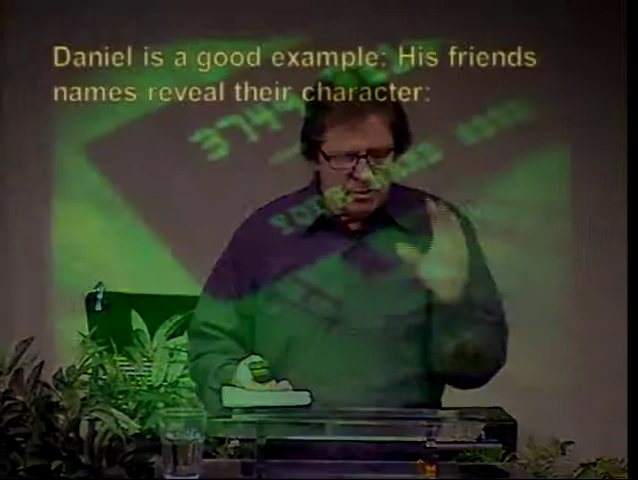 Daniel is a good example: His friends
names reveal their character: